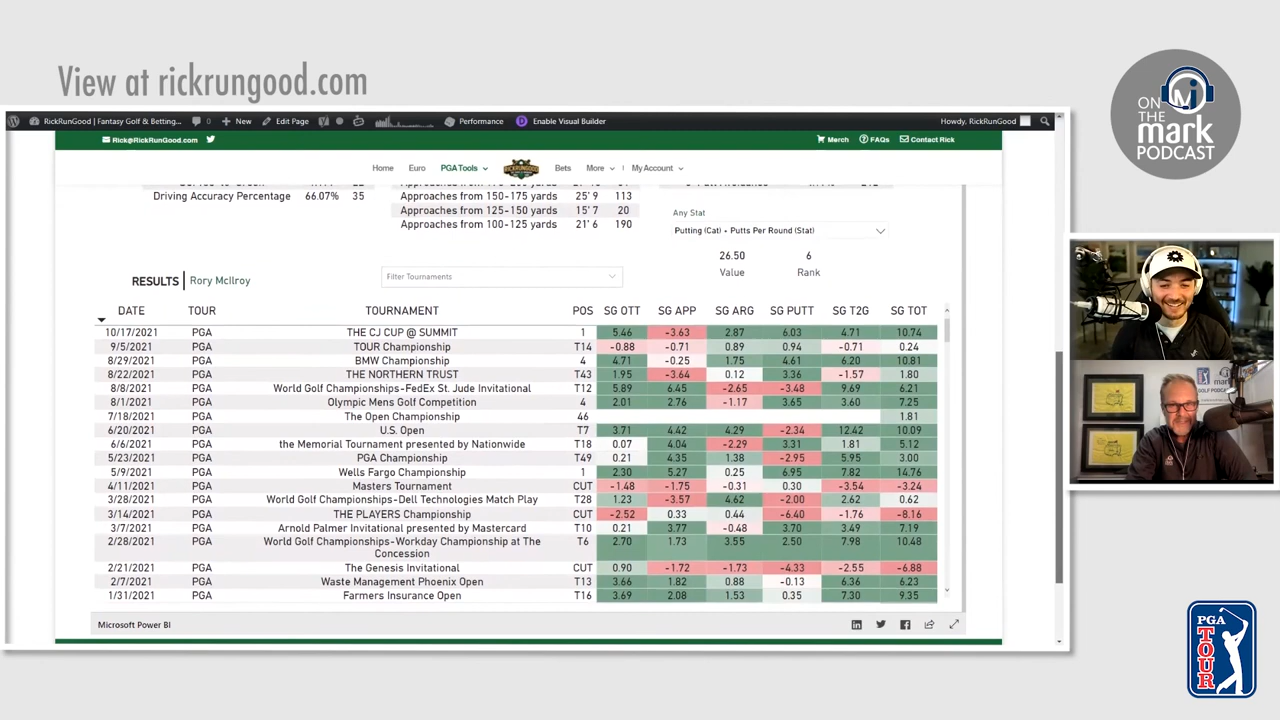 View at rickrungood.com
ON
THE
mark
PODCAST
RickRunGood | Fantasy Golf & Betting...
0
New
Edit Page
Performance
Enable Visual Builder
Howdy, RickRunGood
Rick@RickRunGood.com
Merch
FAQs
Contact Rick
Home
Euro
PGA Tools
RICKRUNGOOD
Bets
More
My Account
Driving Accuracy Percentage 66.07% 35
Approaches from 150-175 yards 25' 9 113
Approaches from 125-150 yards 15' 7 20
Approaches from 100-125 yards 21' 6 190
Any Stat
Putting (Cat) • Putts Per Round (Stat)
26.50 6
Value Rank
RESULTS | Rory McIlroy
Filter Tournaments
DATE TOUR TOURNAMENT POS SG OTT SG APP SG ARG SG PUTT SG T2G SG TOT
10/17/2021 PGA THE CJ CUP @ SUMMIT 1 5.46 -3.63 2.87 6.03 4.71 10.74
9/5/2021 PGA TOUR Championship T14 -0.88 -0.71 0.89 0.94 -0.71 0.24
8/29/2021 PGA BMW Championship 4 4.71 -0.25 1.75 4.61 6.20 10.81
8/22/2021 PGA THE NORTHERN TRUST T43 1.95 -3.64 0.12 3.36 -1.57 1.80
8/8/2021 PGA World Golf Championships-FedEx St. Jude Invitational T12 5.89 6.45 -2.65 -3.48 9.69 6.21
8/1/2021 PGA Olympic Mens Golf Competition 4 2.01 2.76 -1.17 3.65 3.60 7.25
7/18/2021 PGA The Open Championship 46 1.81
6/20/2021 PGA U.S. Open T7 3.71 4.42 4.29 -2.34 12.42 10.09
6/6/2021 PGA the Memorial Tournament presented by Nationwide T18 0.07 4.04 -2.29 3.31 1.81 5.12
5/23/2021 PGA PGA Championship T49 0.21 4.35 1.38 -2.95 5.95 3.00
5/9/2021 PGA Wells Fargo Championship 1 2.30 5.27 0.25 6.95 7.82 14.76
4/11/2021 PGA Masters Tournament CUT -1.48 -1.75 -0.31 0.30 -3.54 -3.24
3/28/2021 PGA World Golf Championships-Dell Technologies Match Play T28 1.23 -3.57 4.62 -2.00 2.62 0.62
3/14/2021 PGA THE PLAYERS Championship CUT -2.52 0.33 0.44 -6.40 -1.76 -8.16
3/7/2021 PGA Arnold Palmer Invitational presented by Mastercard T10 0.21 3.77 -0.48 3.70 3.49 7.19
2/28/2021 PGA World Golf Championships-Workday Championship at The T6 2.70 1.73 3.55 2.50 7.98 10.48
Concession
2/21/2021 PGA The Genesis Invitational CUT 0.90 -1.72 -1.73 -4.33 -2.55 -6.88
2/7/2021 PGA Waste Management Phoenix Open T13 3.66 1.82 0.88 -0.13 6.36 6.23
1/31/2021 PGA Farmers Insurance Open T16 3.69 2.08 1.53 0.35 7.30 9.35
Microsoft Power BI
PGA
TOUR